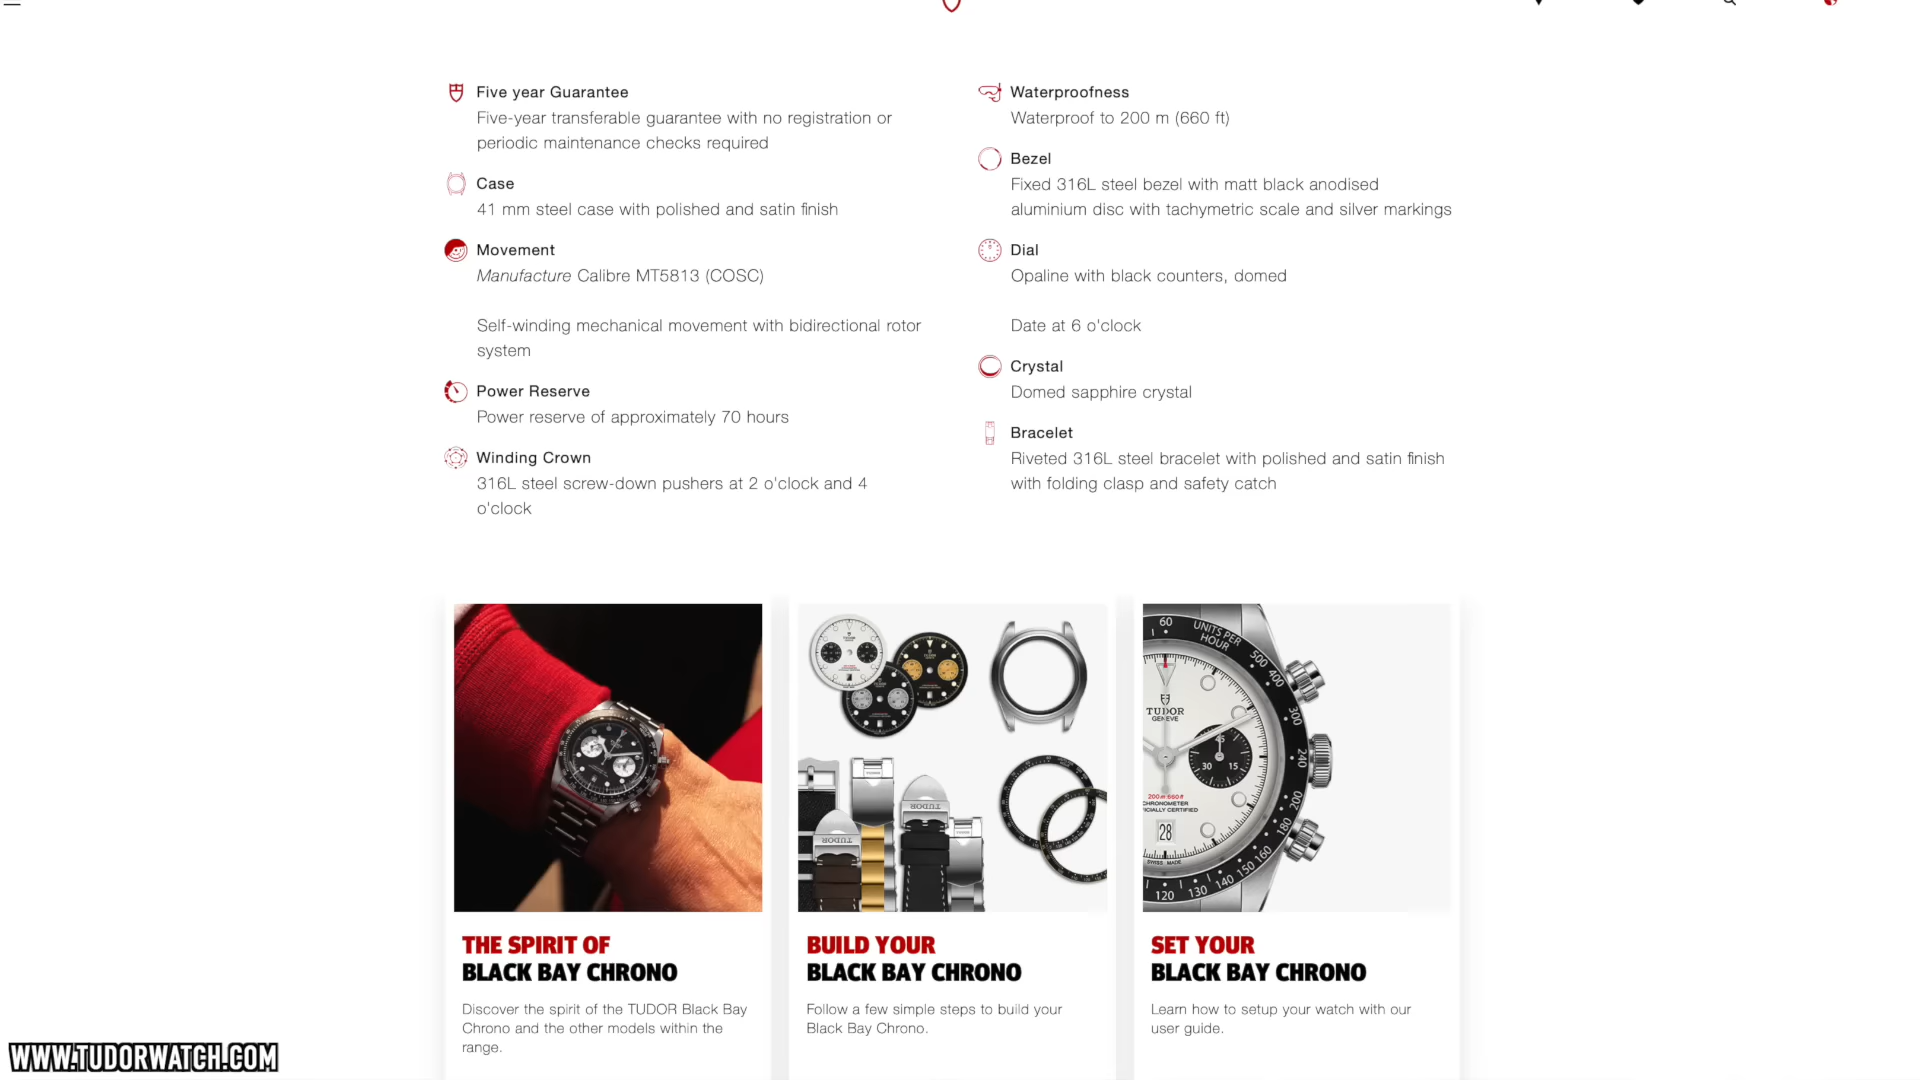 Five year Guarantee
Five-year transferable guarantee with no registration or
periodic maintenance checks required
Case
41 mm steel case with polished and satin finish
Movement
Manufacture Calibre MT5813 (COSC)
Self-winding mechanical movement with bidirectional rotor
system
Power Reserve
Power reserve of approximately 70 hours
Winding Crown
316L steel screw-down pushers at 2 o'clock and 4
o'clock
Waterproofness
Waterproof to 200 m (660 ft)
Bezel
Fixed 316L steel bezel with matt black anodised
aluminium disc with tachymetric scale and silver markings
Dial
Opaline with black counters, domed
Date at 6 o'clock
Crystal
Domed sapphire crystal
Bracelet
Riveted 316L steel bracelet with polished and satin finish
with folding clasp and safety catch
TUDOR
TUDOR
TUDOR
60
UNITS PER
HOUR
500
400
300
240
200
180
160
150
140
130
120
TUDOR
GENEVE
45
30 15
200m 660ft
CHRONOMETER
28
SWISS MADE
THE SPIRIT OF
BLACK BAY CHRONO
Discover the spirit of the TUDOR Black Bay
Chrono and the other models within the
range.
BUILD YOUR
BLACK BAY CHRONO
Follow a few simple steps to build your
Black Bay Chrono.
SET YOUR
BLACK BAY CHRONO
Learn how to setup your watch with our
user guide.
WWW.TUDORWATCH.COM